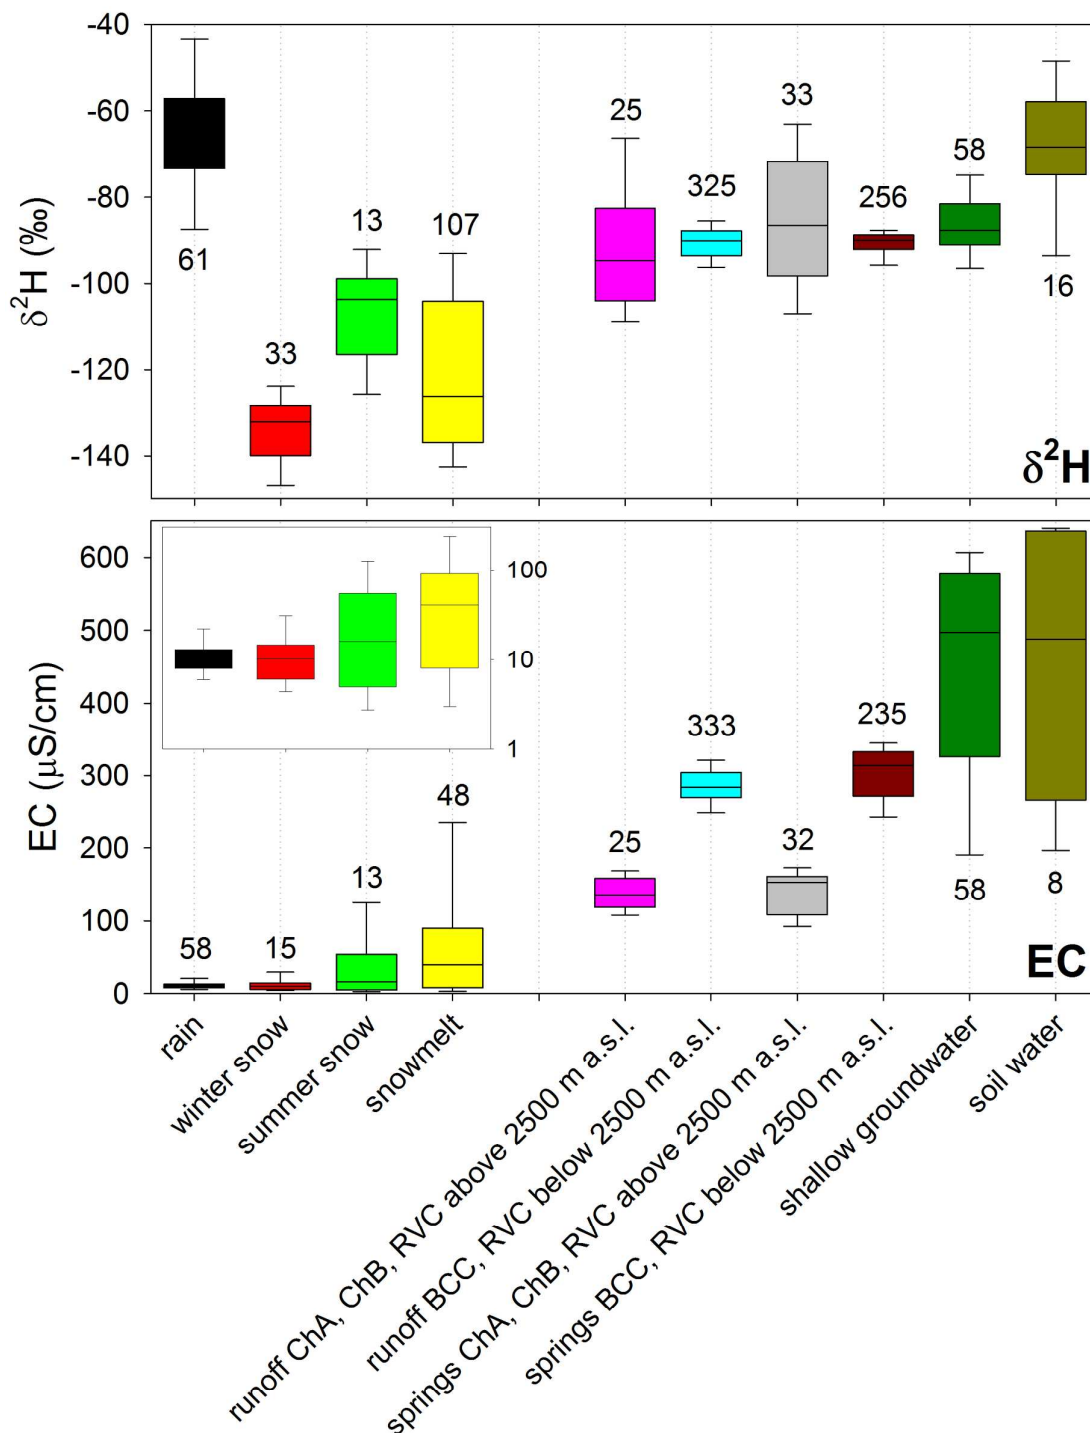 -40
-60
-80
-100
-120
-140
δ²H (‰)
61
33
13
107
25
325
33
256
58
16
δ²H
600
500
400
300
200
100
0
EC (µS/cm)
100
10
1
58
15
13
48
25
333
32
235
58
8
EC
rain
winter snow
summer snow
snowmelt
runoff ChA, ChB, RVC above 2500 m a.s.l.
runoff BCC, RVC below 2500 m a.s.l.
springs ChA, ChB, RVC above 2500 m a.s.l.
springs BCC, RVC below 2500 m a.s.l.
shallow groundwater
soil water